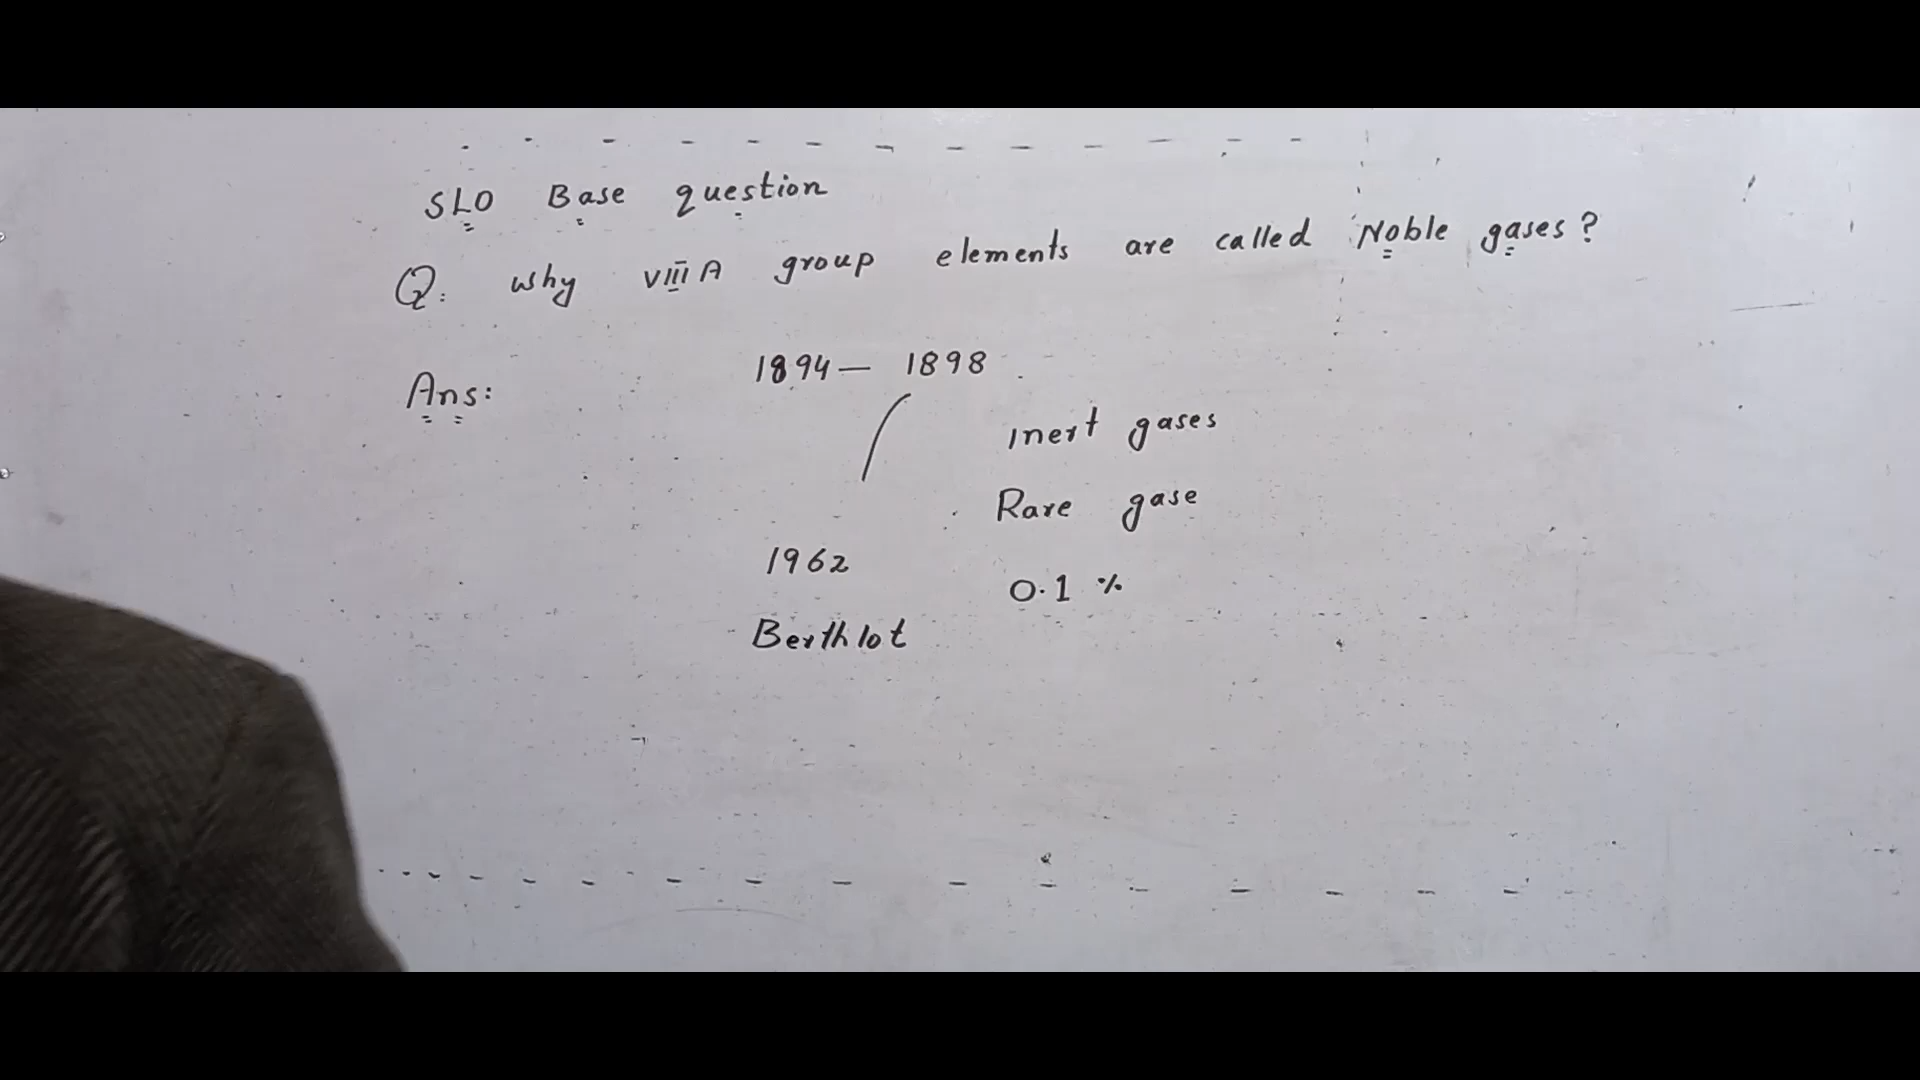 SLO Base question
Q: why VIII A group elements are called Noble gases?
Ans:
1894 — 1898
Inert gases
Rare gase
1962
0.1 %
Berthlot